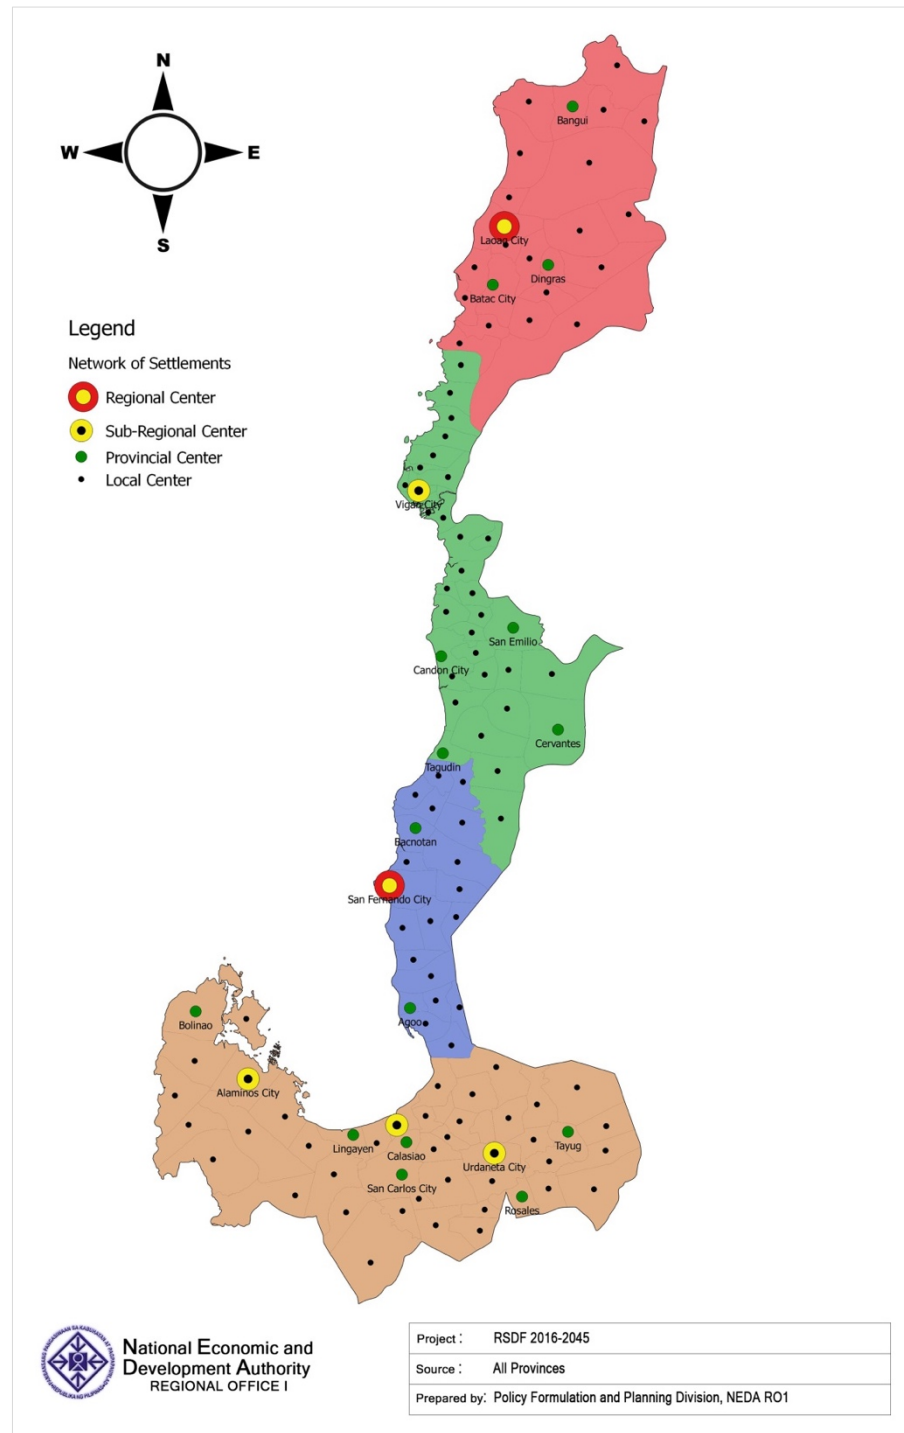 N
W
E
S
Bangui
Laoag City
Dingras
Batac City
Legend
Network of Settlements
Regional Center
Sub-Regional Center
Provincial Center
Local Center
Vigan City
San Emilio
Candon City
Cervantes
Tagudin
Bacnotan
San Fernando City
Bolinao
Agoo
Alaminos City
Lingayen
Calasiao
Urdaneta City
Tayug
San Carlos City
Rosales
National Economic and
Development Authority
REGIONAL OFFICE I
Project : RSDF 2016-2045
Source : All Provinces
Prepared by: Policy Formulation and Planning Division, NEDA RO1